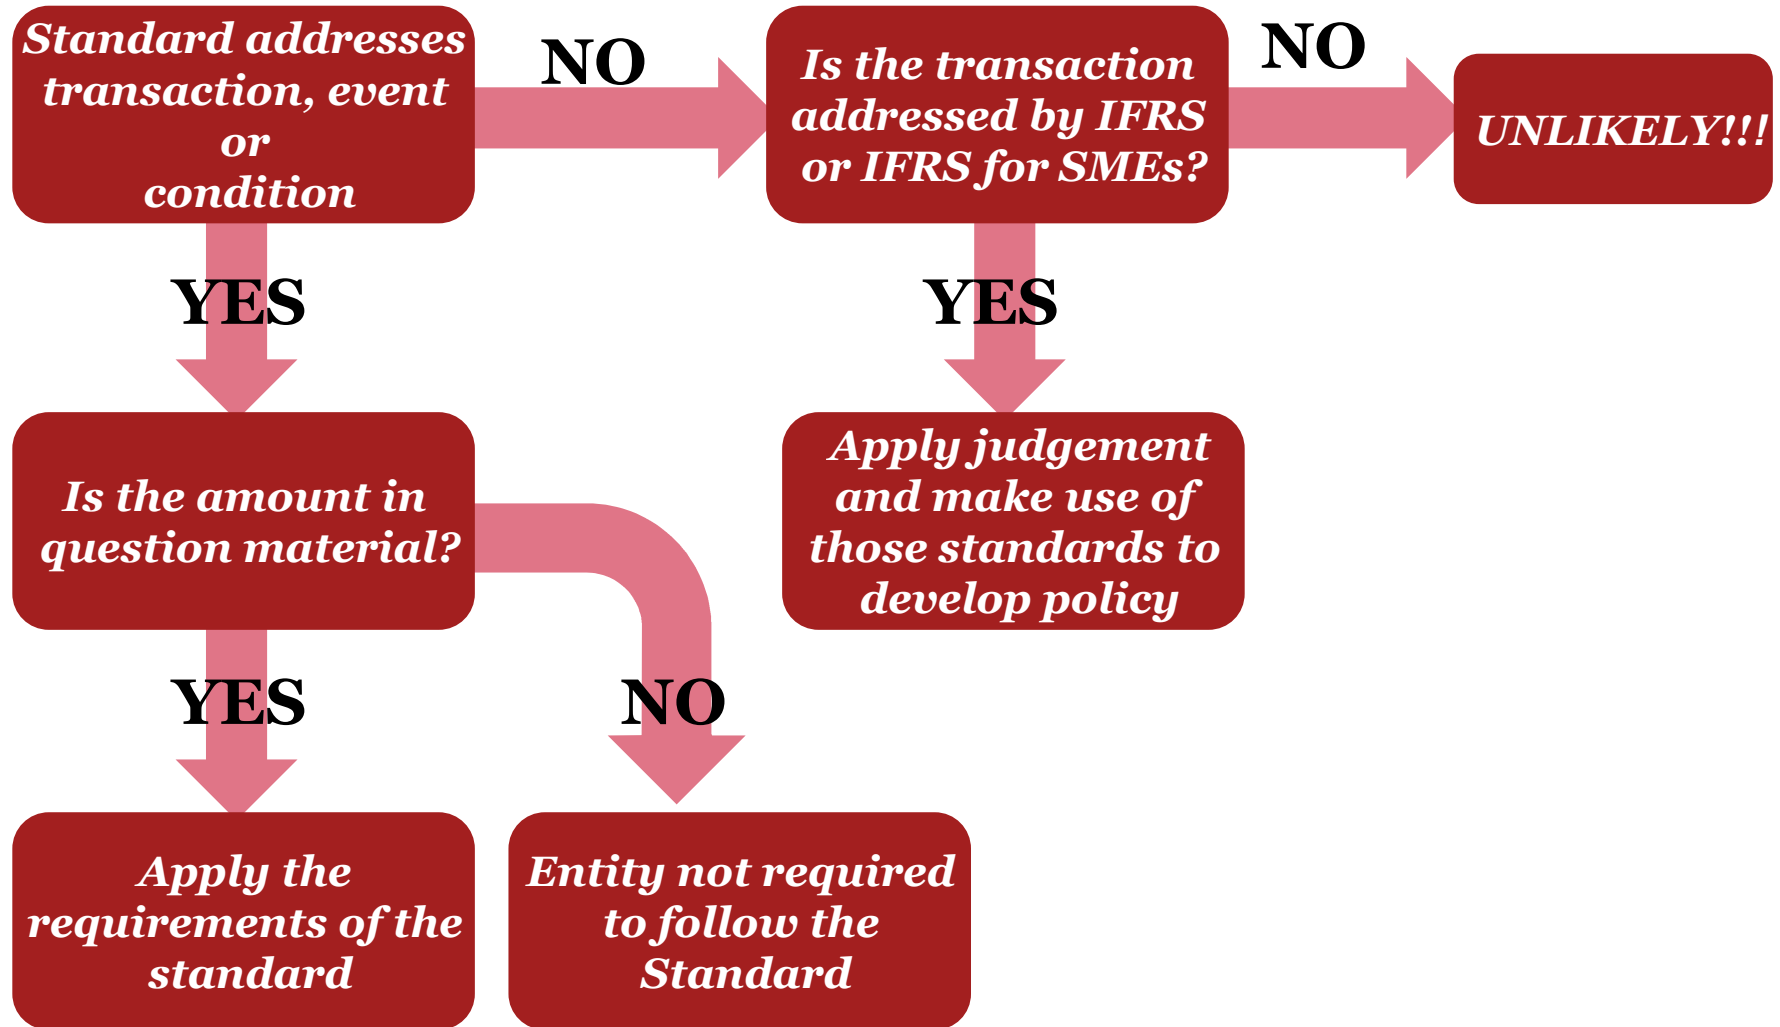 Standard addresses
transaction, event
or
condition
NO
Is the transaction
addressed by IFRS
or IFRS for SMEs?
NO
UNLIKELY!!!
YES
YES
Is the amount in
question material?
Apply judgement
and make use of
those standards to
develop policy
YES
NO
Apply the
requirements of the
standard
Entity not required
to follow the
Standard